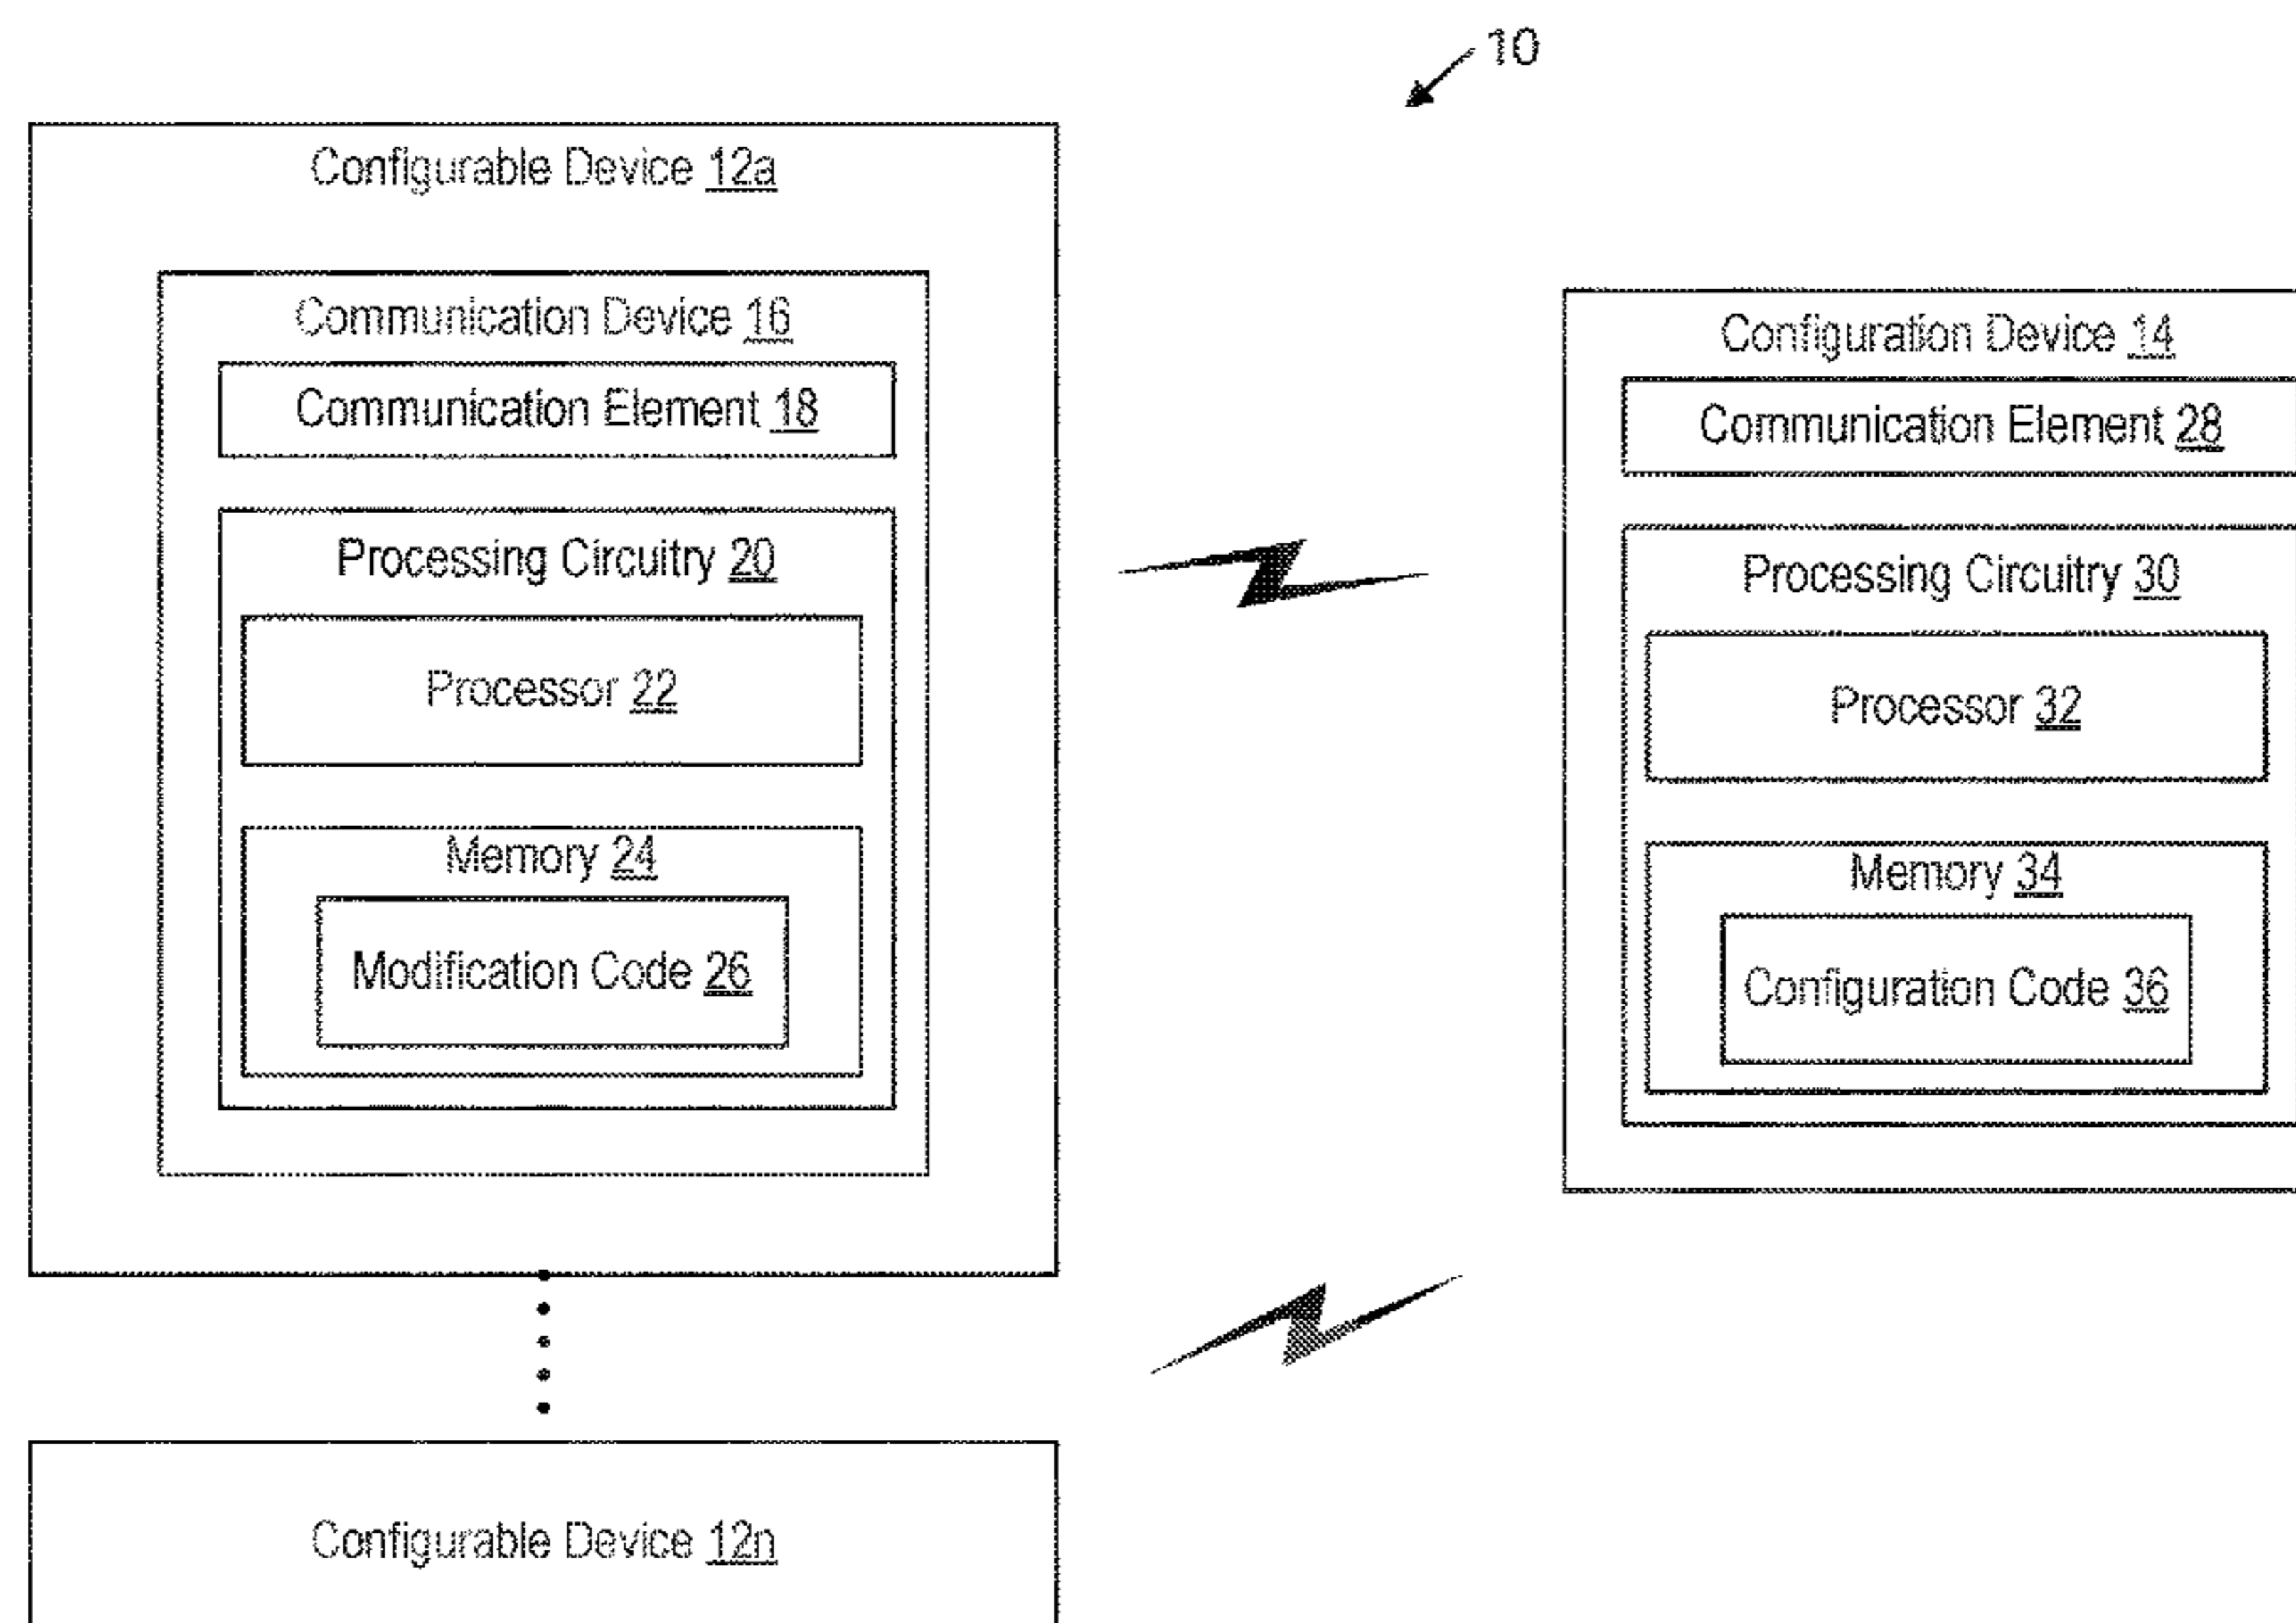 10
Configurable Device 12a
Communication Device 16
Communication Element 18
Processing Circuitry 20
Processor 22
Memory 24
Modification Code 26
Configuration Device 14
Communication Element 28
Processing Circuitry 30
Processor 32
Memory 34
Configuration Code 36
Configurable Device 12n